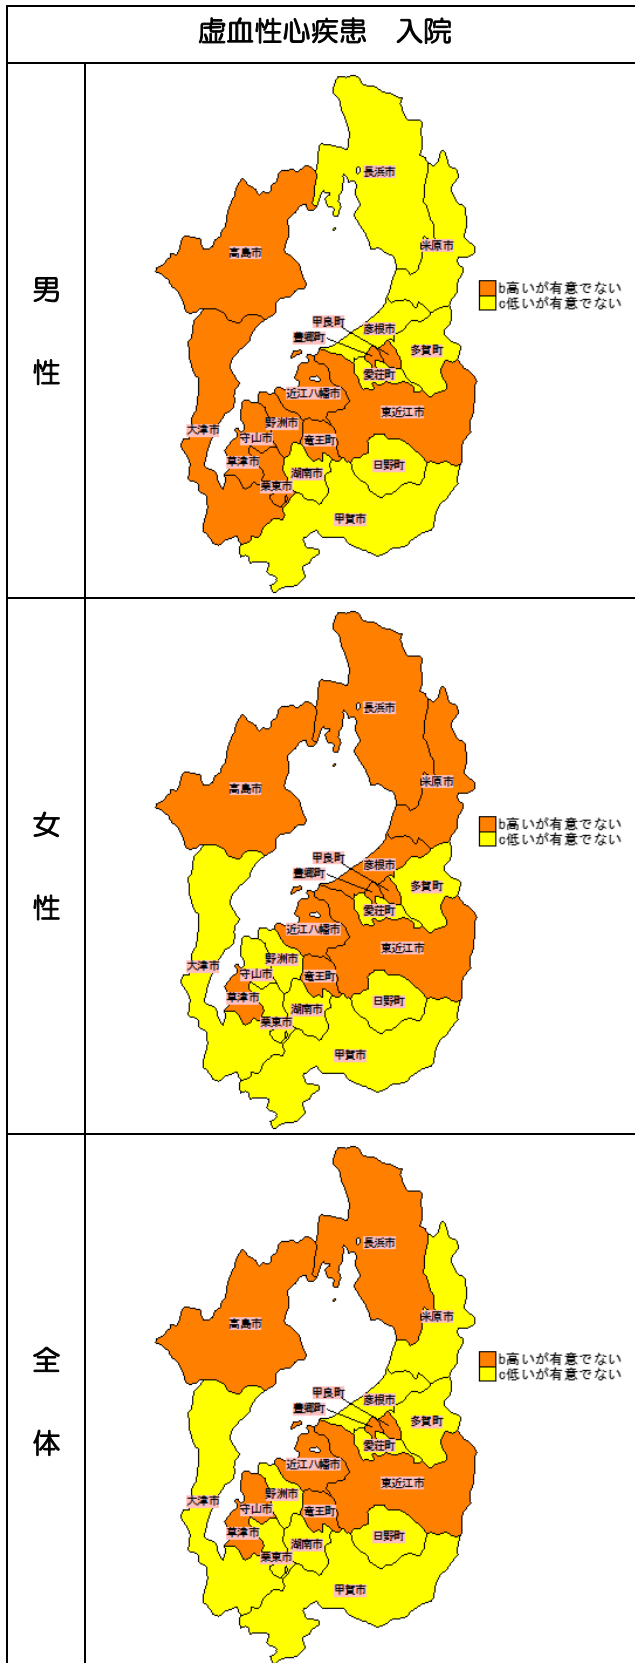 虚血性心疾患　入院
男性
長浜市
高島市
米原市
b高いが有意でない
c低いが有意でない
甲良町
豊郷町
彦根市
多賀町
愛荘町
近江八幡市
東近江市
大津市
守山市
野洲市
竜王町
草津市
湖南市
日野町
栗東市
甲賀市
女性
長浜市
高島市
米原市
b高いが有意でない
c低いが有意でない
甲良町
豊郷町
彦根市
多賀町
愛荘町
近江八幡市
東近江市
大津市
守山市
野洲市
竜王町
草津市
湖南市
日野町
栗東市
甲賀市
全体
長浜市
高島市
米原市
b高いが有意でない
c低いが有意でない
甲良町
豊郷町
彦根市
多賀町
愛荘町
近江八幡市
東近江市
大津市
守山市
野洲市
竜王町
草津市
湖南市
日野町
栗東市
甲賀市